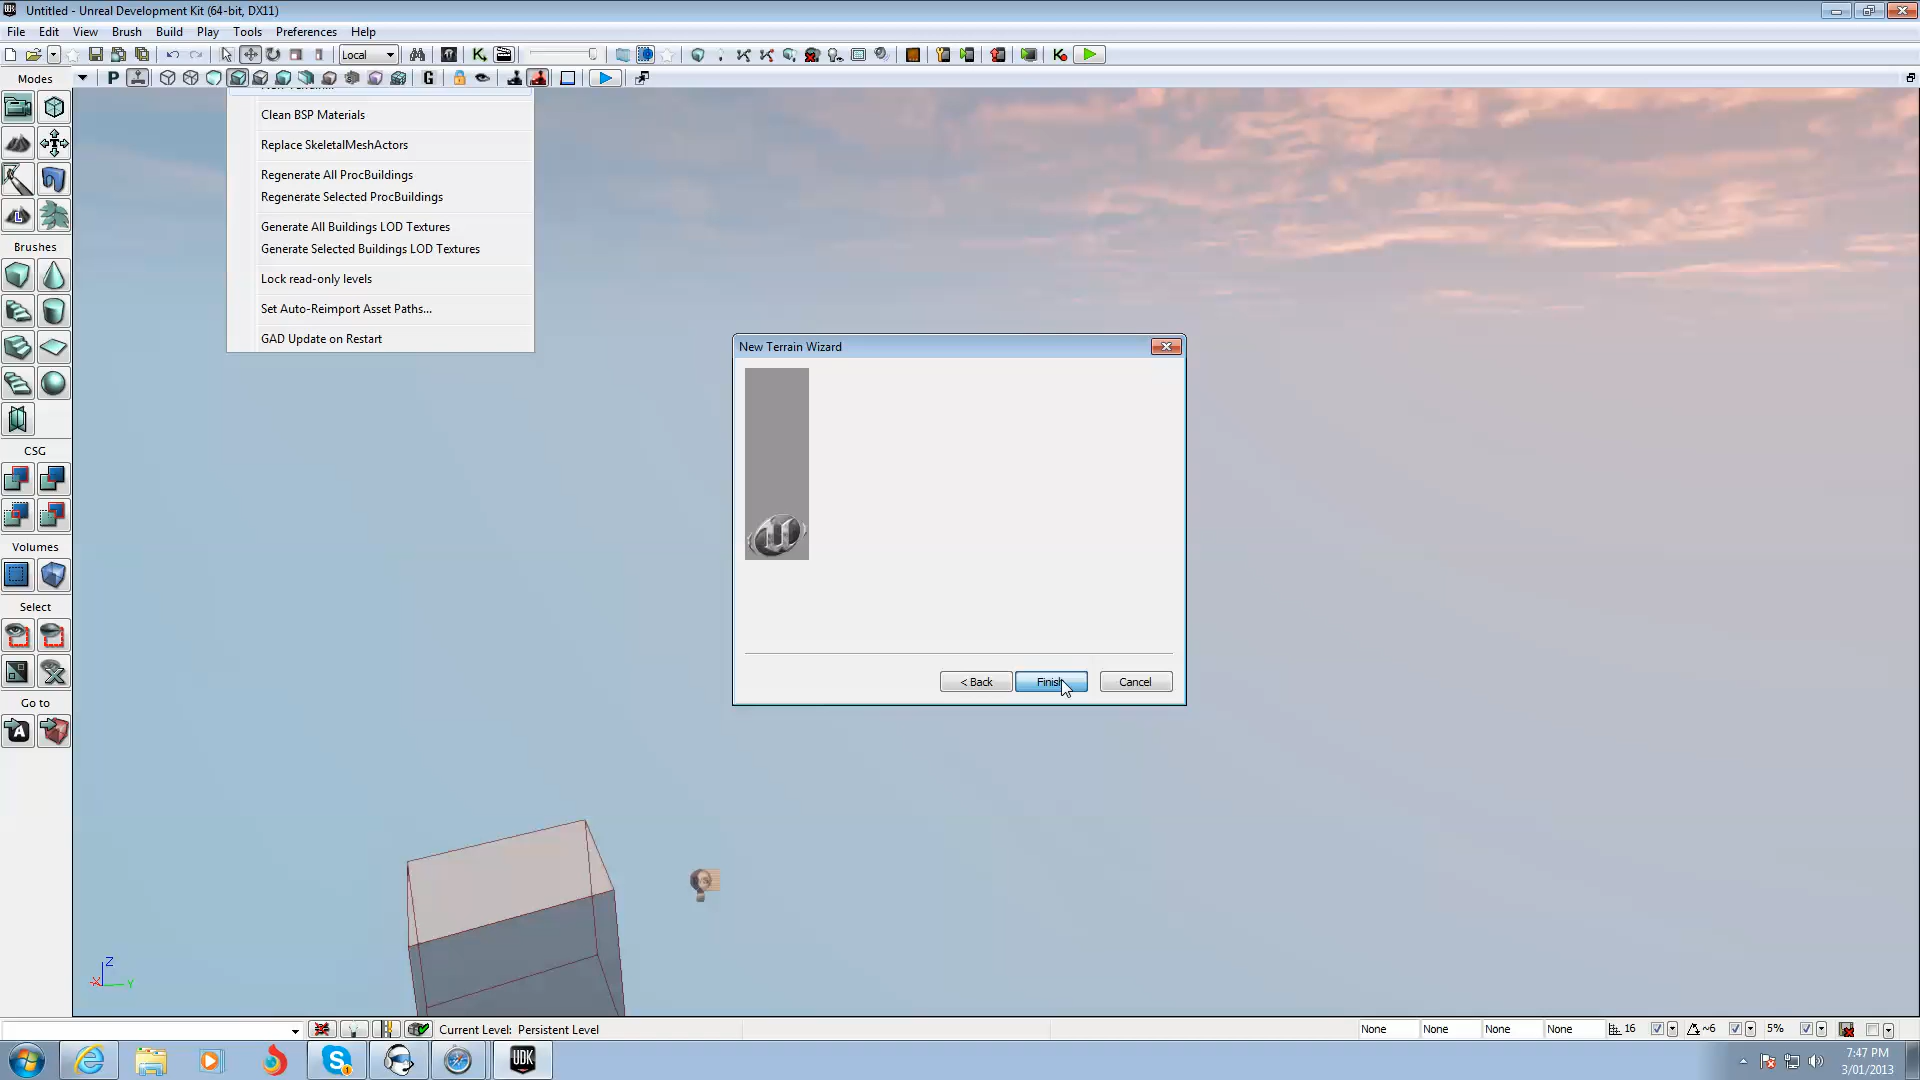 Untitled - Unreal Development Kit (64-bit, DX11)
File Edit View Brush Build Play Tools Preferences Help
Local
Modes
P
G
Clean BSP Materials
Replace SkeletalMeshActors
Regenerate All ProcBuildings
Regenerate Selected ProcBuildings
Generate All Buildings LOD Textures
Generate Selected Buildings LOD Textures
Lock read-only levels
Set Auto-Reimport Asset Paths...
GAD Update on Restart
Brushes
CSG
Volumes
Select
Go to
New Terrain Wizard
< Back Finish Cancel
Z
X
Y
Current Level: Persistent Level
None None None None 16 ~6 5%
UDK
7:47 PM
3/01/2013